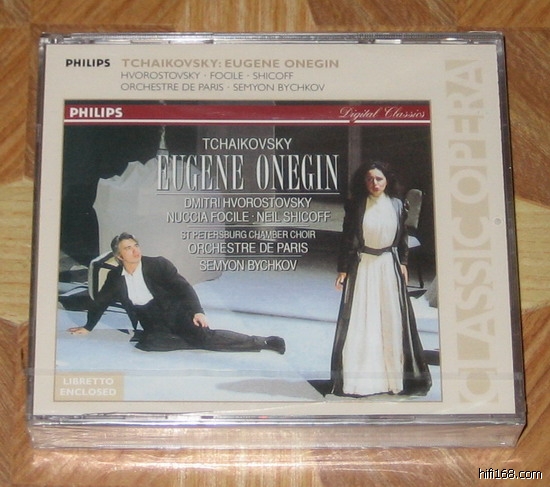 PHILIPS TCHAIKOVSKY: EUGENE ONEGIN
HVOROSTOVSKY · FOCILE · SHICOFF
ORCHESTRE DE PARIS · SEMYON BYCHKOV
PHILIPS
Digital Classics
TCHAIKOVSKY
EUGENE ONEGIN
DMITRI HVOROSTOVSKY
NUCCIA FOCILE · NEIL SHICOFF
ST PETERSBURG CHAMBER CHOIR
ORCHESTRE DE PARIS
SEMYON BYCHKOV
LIBRETTO
ENCLOSED
CLASSIC OPERA
hifi168.com